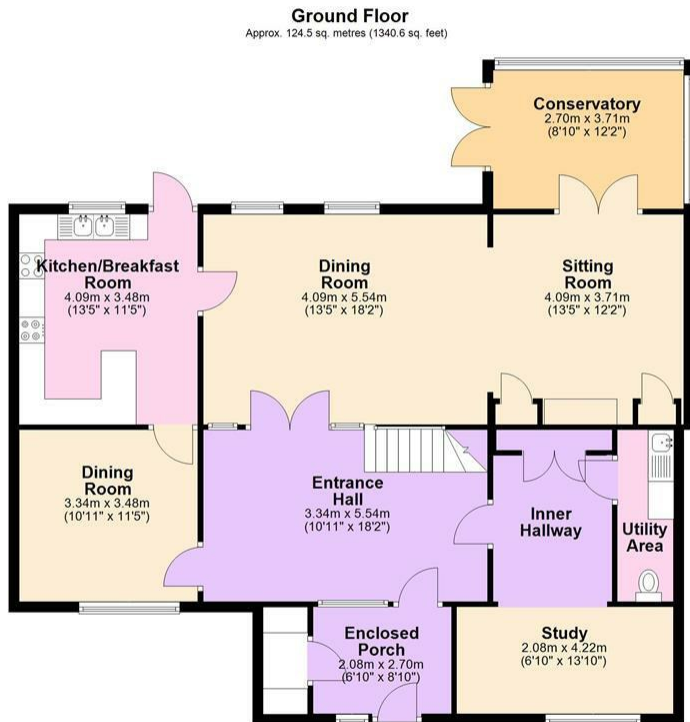 Ground Floor
Approx. 124.5 sq. metres (1340.6 sq. feet)
Conservatory
2.70m x 3.71m
(8'10" x 12'2")
Kitchen/Breakfast
Room
4.09m x 3.48m
(13'5" x 11'5")
Dining
Room
4.09m x 5.54m
(13'5" x 18'2")
Sitting
Room
4.09m x 3.71m
(13'5" x 12'2")
Dining
Room
3.34m x 3.48m
(10'11" x 11'5")
Entrance
Hall
3.34m x 5.54m
(10'11" x 18'2")
Inner
Hallway
Utility
Area
Enclosed
Porch
2.08m x 2.70m
(6'10" x 8'10")
Study
2.08m x 4.22m
(6'10" x 13'10")